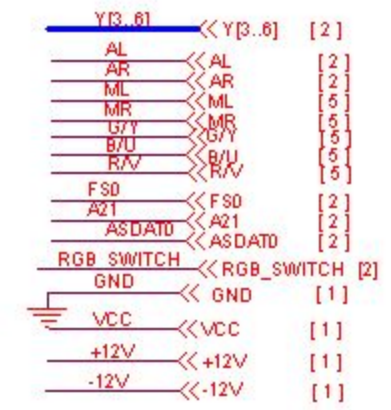 Y[3..6] Y[3..6] [2]
AL AL [2]
AR AR [2]
ML ML [5]
MR MR [5]
G/Y G/Y [5]
B/U B/U [5]
R/V R/V [5]
FS0 FS0 [2]
A21 A21 [2]
ASDAT0 ASDAT0 [2]
RGB_SWITCH RGB_SWITCH [2]
GND GND [1]
VCC VCC [1]
+12V +12V [1]
-12V -12V [1]